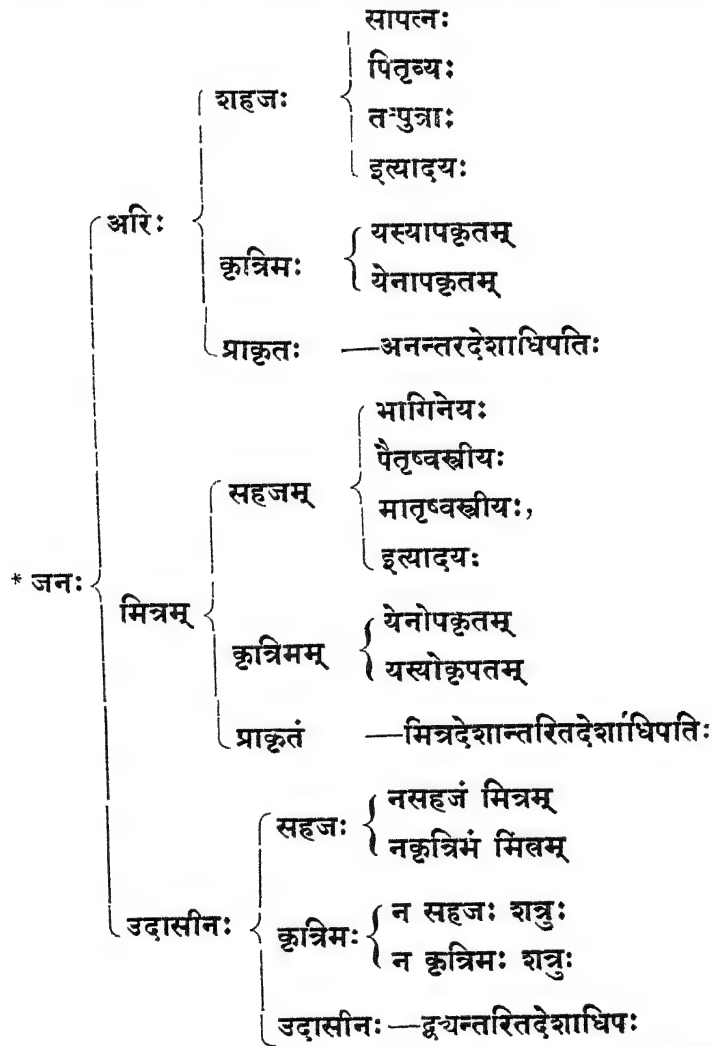 सापत्नः
पितृव्यः
शहजः
तत्पुत्राः
इत्यादयः
अरिः
यस्यापकृतम्
कृत्रिमः
येनापकृतम्
प्राकृतः —अनन्तरदेशाधिपतिः
भागिनेयः
पैतृष्वस्त्रीयः
सहजम्
मातृष्वस्त्रीयः,
इत्यादयः
* जनः
मित्रम्
येनोपकृतम्
कृत्रिमम्
यस्योकृपतम्
प्राकृतं —मित्रदेशान्तरितदेशांधिपतिः
नसहजं मित्रम्
सहजः
नकृत्रिमं मिंत्नम्
उदासीनः
न सहजः शत्रुः
कृत्रिमः
न कृत्रिमः शत्रुः
उदासीनः —द्व्यन्तरितदेशाधिपः